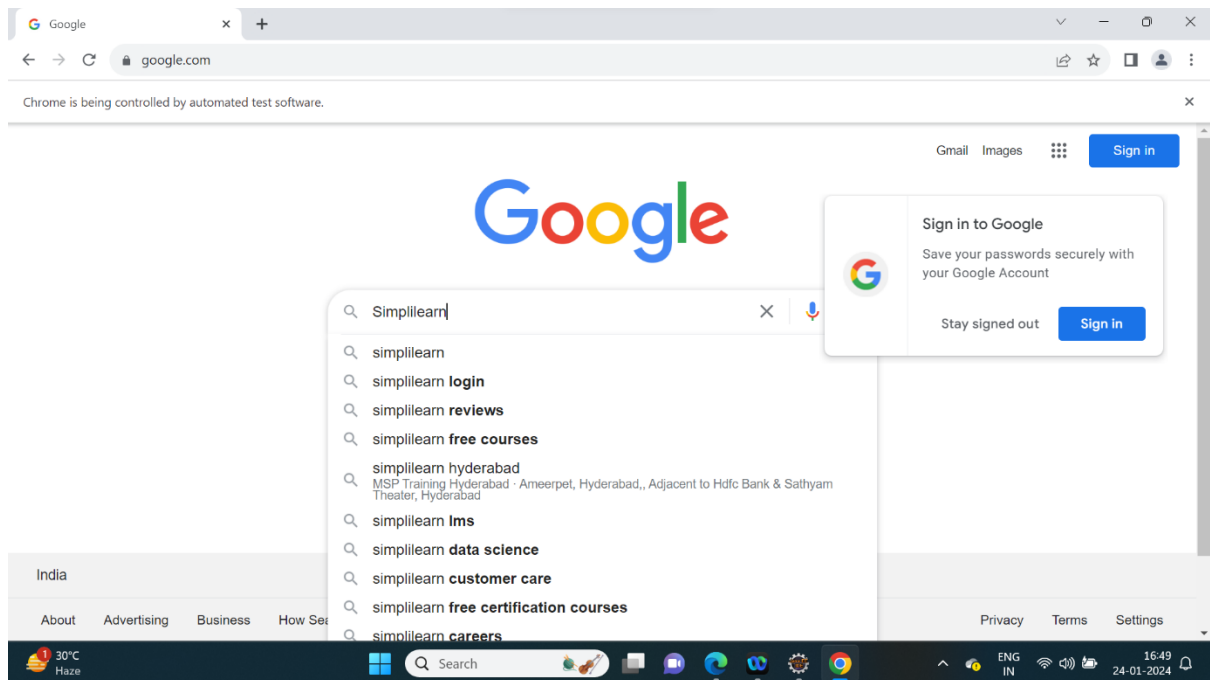 Google
google.com
Chrome is being controlled by automated test software.
Gmail Images Sign in
Google
Sign in to Google
Save your passwords securely with
your Google Account
Stay signed out Sign in
Simplilearn
simplilearn
simplilearn login
simplilearn reviews
simplilearn free courses
simplilearn hyderabad
MSP Training Hyderabad · Ameerpet, Hyderabad,, Adjacent to Hdfc Bank & Sathyam
Theater, Hyderabad
simplilearn lms
simplilearn data science
simplilearn customer care
simplilearn free certification courses
simplilearn careers
India
About Advertising Business How Sea Privacy Terms Settings
1 30°C
Haze
Search
ENG
IN
16:49
24-01-2024